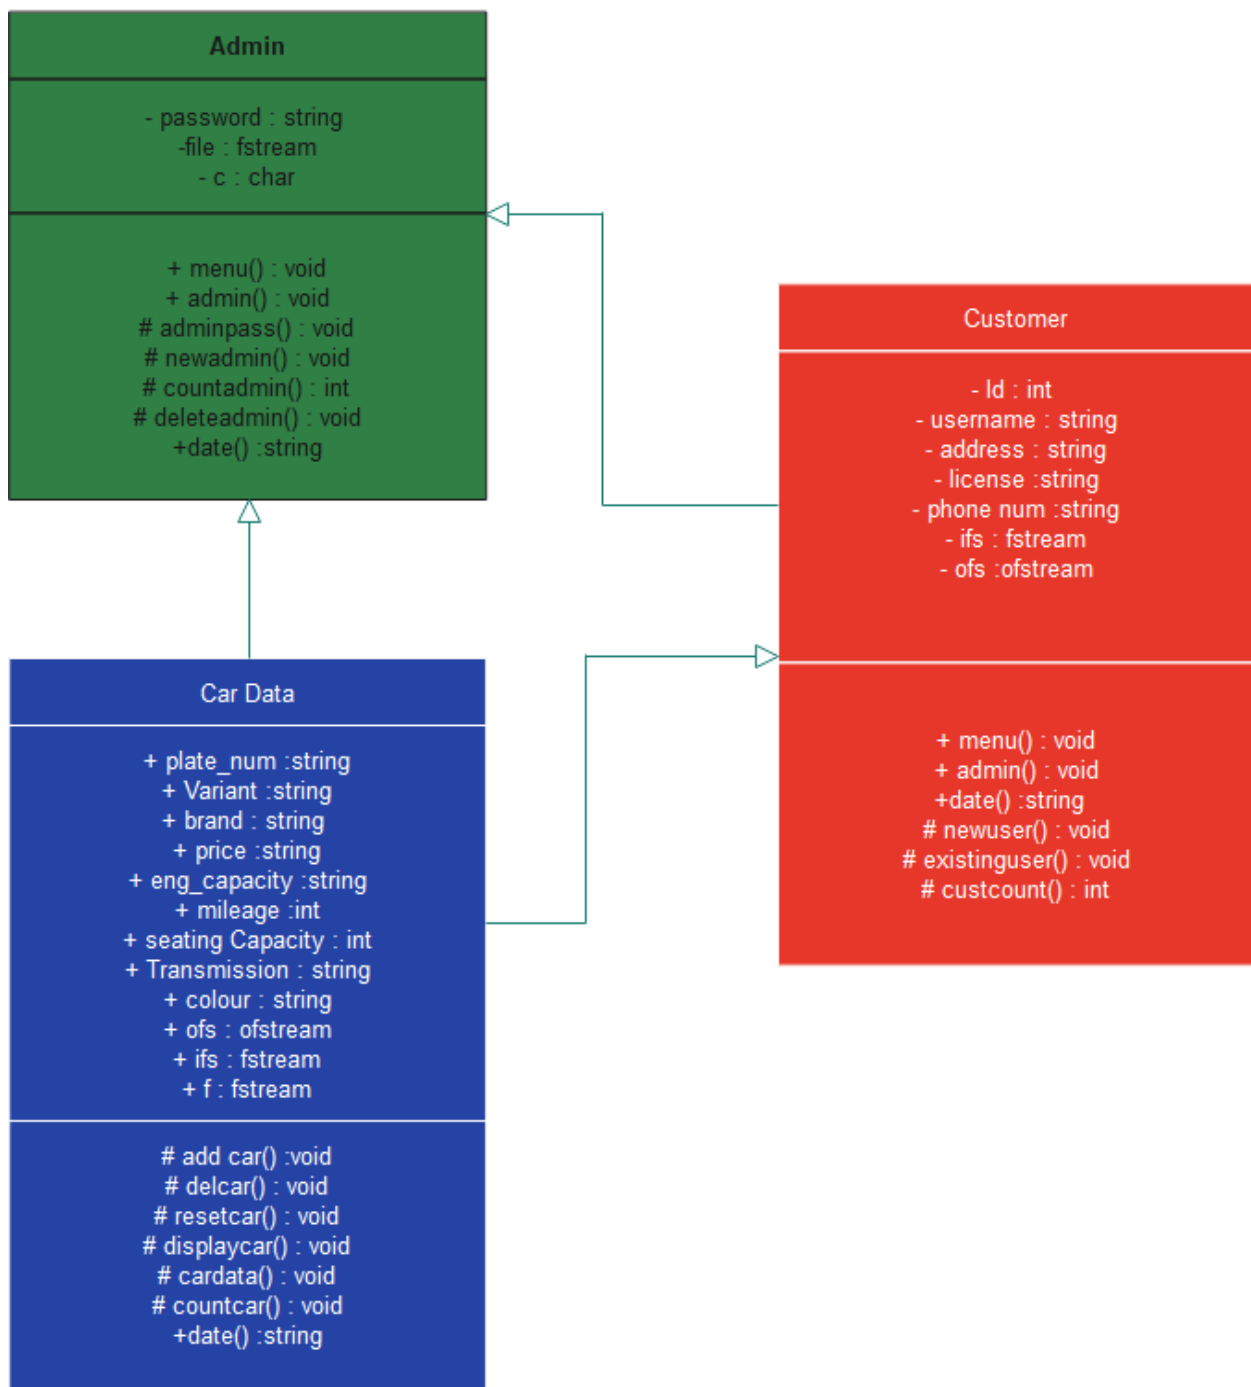 Admin
- password : string
-file : fstream
- c : char
+ menu() : void
+ admin() : void
# adminpass() : void
# newadmin() : void
# countadmin() : int
# deleteadmin() : void
+date() :string
Customer
- Id : int
- username : string
- address : string
- license :string
- phone num :string
- ifs : fstream
- ofs :ofstream
+ menu() : void
+ admin() : void
+date() :string
# newuser() : void
# existinguser() : void
# custcount() : int
Car Data
+ plate_num :string
+ Variant :string
+ brand : string
+ price :string
+ eng_capacity :string
+ mileage :int
+ seating Capacity : int
+ Transmission : string
+ colour : string
+ ofs : ofstream
+ ifs : fstream
+ f : fstream
# add car() :void
# delcar() : void
# resetcar() : void
# displaycar() : void
# cardata() : void
# countcar() : void
+date() :string